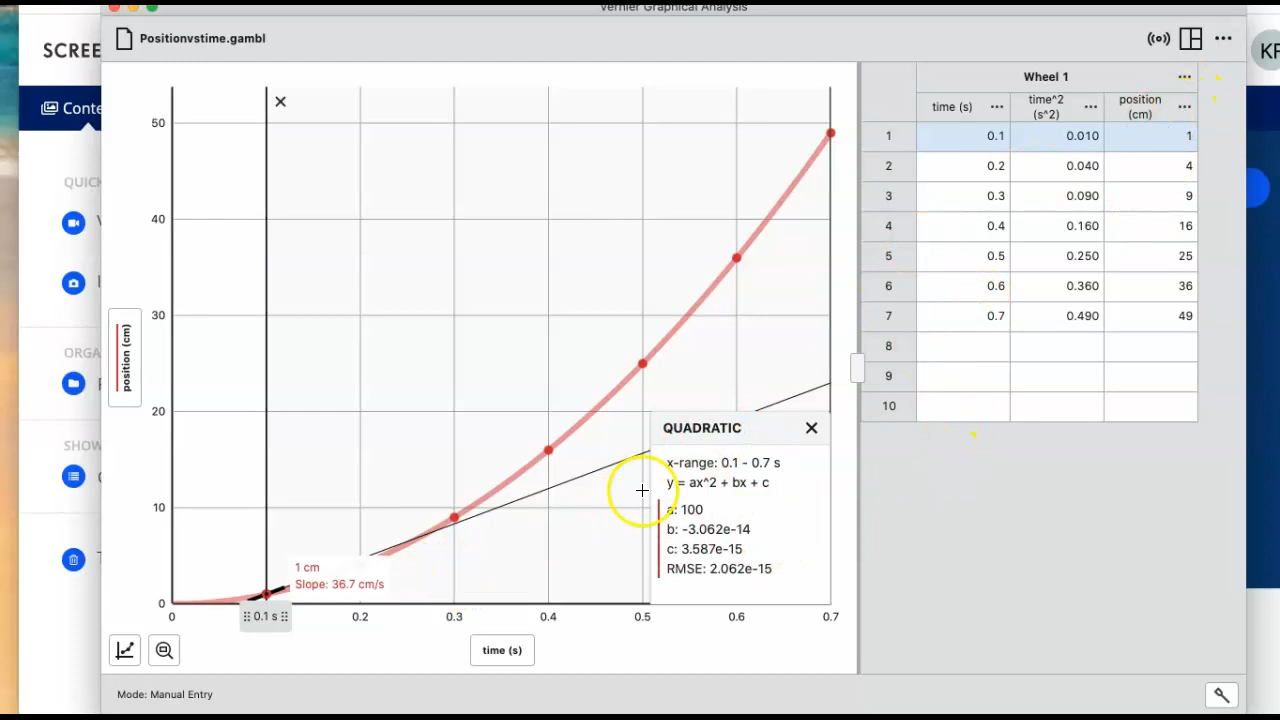 Vernier Graphical Analysis
SCREE
KF
Positionvstime.gambl
Conte
QUIC
ORGA
SHOW
Wheel 1
time (s) time^2 (s^2) position (cm)
1 0.1 0.010 1
2 0.2 0.040 4
3 0.3 0.090 9
4 0.4 0.160 16
5 0.5 0.250 25
6 0.6 0.360 36
7 0.7 0.490 49
8
9
10
50
40
30
20
10
0
position (cm)
QUADRATIC
x-range: 0.1 - 0.7 s
y = ax^2 + bx + c
a: 100
b: -3.062e-14
c: 3.587e-15
RMSE: 2.062e-15
1 cm
Slope: 36.7 cm/s
0 0.1 s 0.2 0.3 0.4 0.5 0.6 0.7
time (s)
Mode: Manual Entry